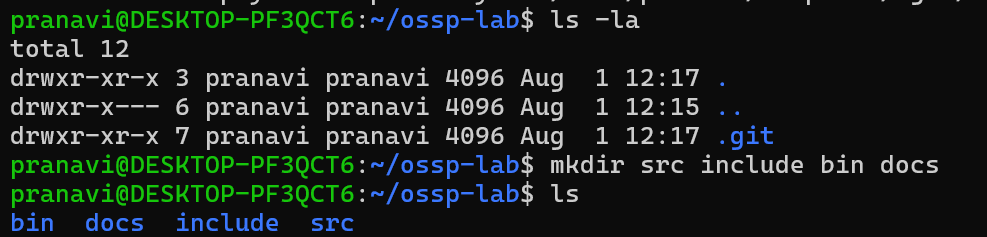 pranavi@DESKTOP-PF3QCT6:~/ossp-lab$ ls -la
total 12
drwxr-xr-x 3 pranavi pranavi 4096 Aug  1 12:17 .
drwxr-x--- 6 pranavi pranavi 4096 Aug  1 12:15 ..
drwxr-xr-x 7 pranavi pranavi 4096 Aug  1 12:17 .git
pranavi@DESKTOP-PF3QCT6:~/ossp-lab$ mkdir src include bin docs
pranavi@DESKTOP-PF3QCT6:~/ossp-lab$ ls
bin  docs  include  src